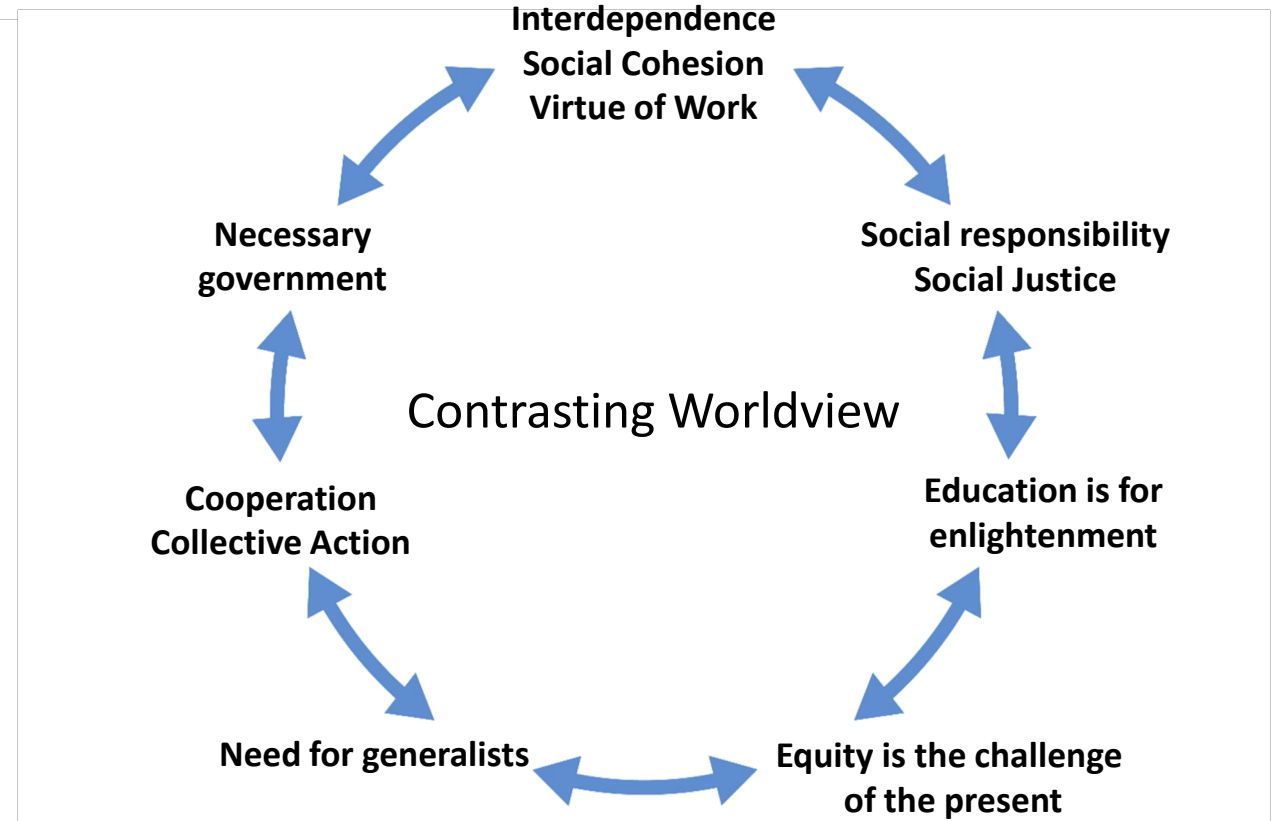 Interdependence
Social Cohesion
Virtue of Work
Necessary
government
Social responsibility
Social Justice
Contrasting Worldview
Cooperation
Collective Action
Education is for
enlightenment
Need for generalists
Equity is the challenge
of the present